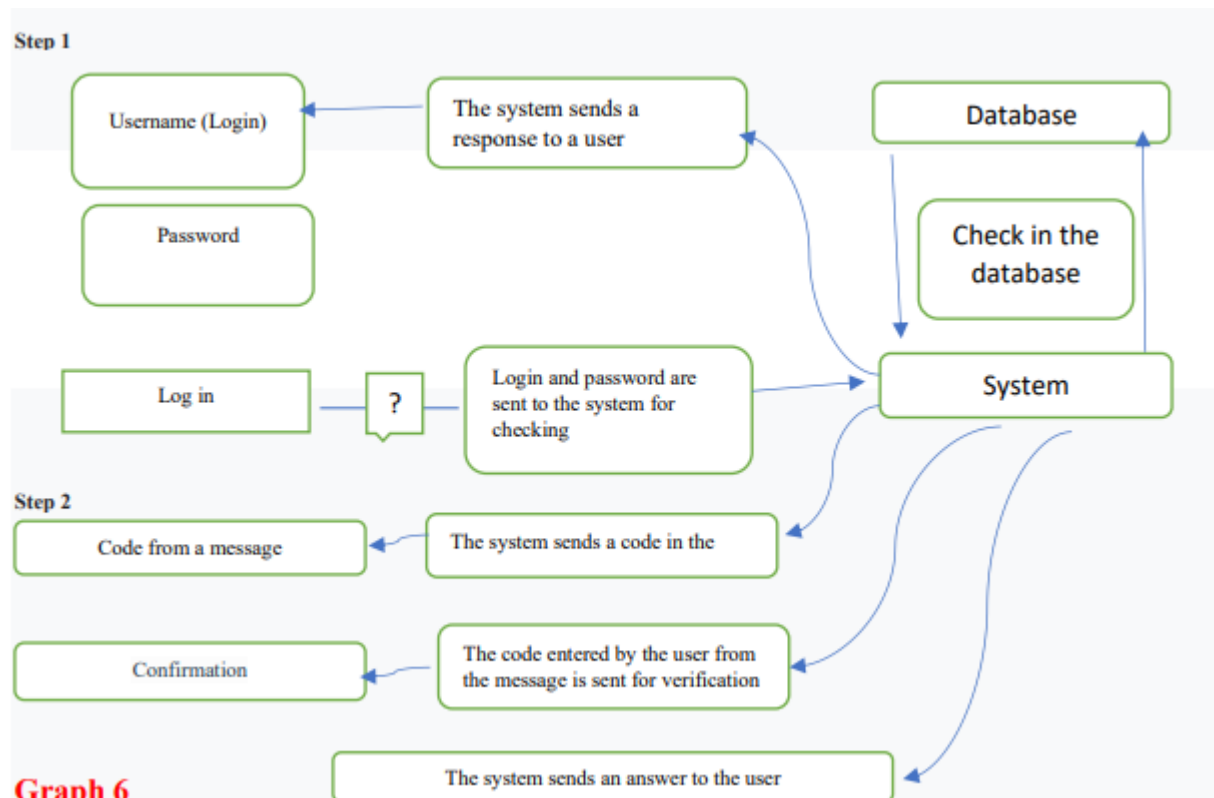 Step 1
Username (Login)
The system sends a
response to a user
Database
Password
Check in the
database
Log in
?
Login and password are
sent to the system for
checking
System
Step 2
Code from a message
The system sends a code in the
Confirmation
The code entered by the user from
the message is sent for verification
The system sends an answer to the user
Graph 6